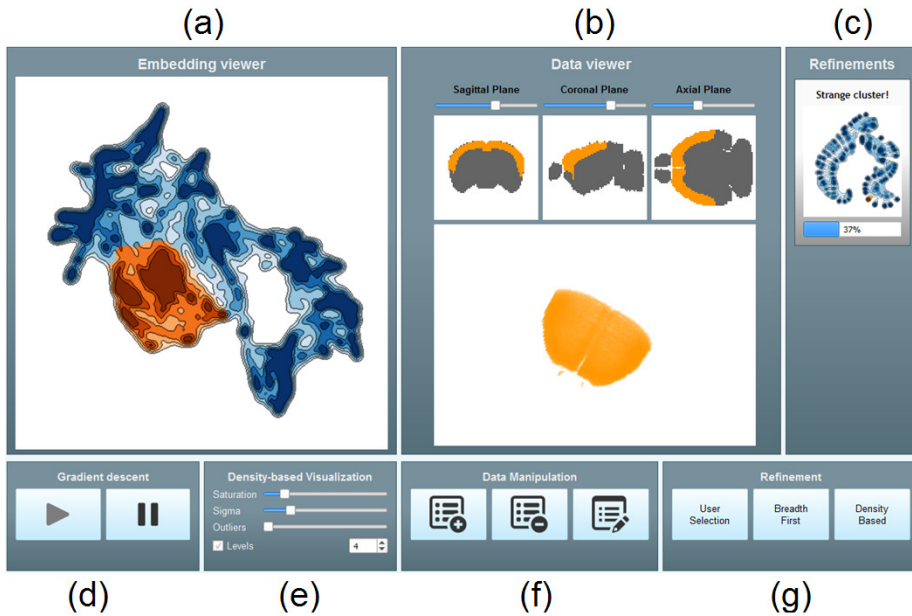 (a) (b) (c)
Embedding viewer
Data viewer
Refinements
Sagittal Plane Coronal Plane Axial Plane
Strange cluster!
37%
Gradient descent
Density-based Visualization
Saturation
Sigma
Outliers
Levels 4
Data Manipulation
Refinement
User
Selection
Breadth
First
Density
Based
(d) (e) (f) (g)